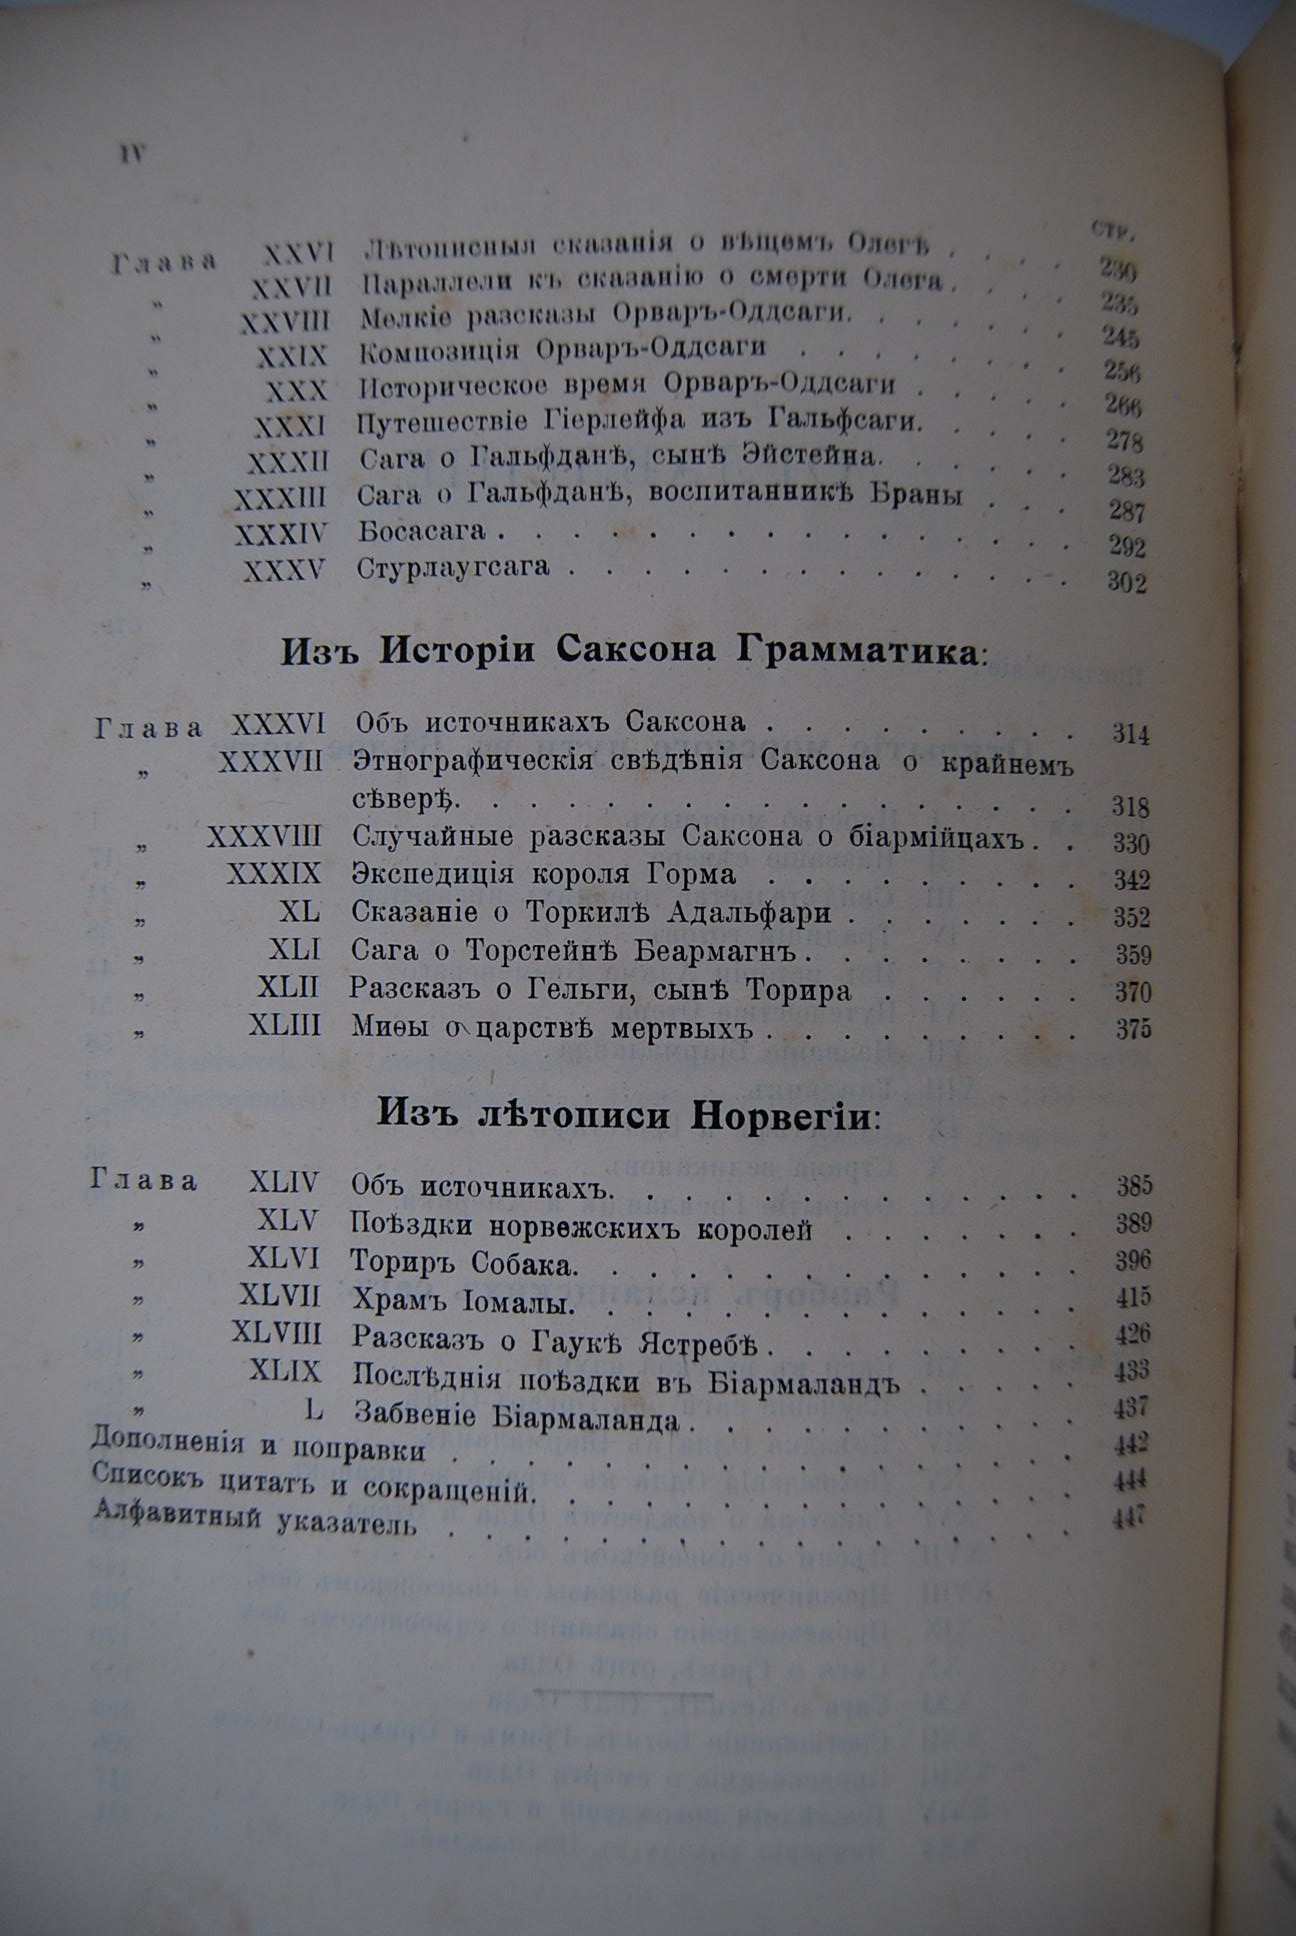 IV
СТР.
Глава XXVI Лѣтописныя сказанія о вѣщемъ Олегѣ . . . . 230
„ XXVII Параллели къ сказанію о смерти Олега. . . . 235
„ XXVIII Мелкіе разсказы Орваръ-Оддсаги. . . . . . . 245
„ XXIX Композиція Орваръ-Оддсаги . . . . . . . . 256
„ XXX Историческое время Орваръ-Оддсаги . . . . . 266
„ XXXI Путешествіе Гіерлейфа изъ Гальфсаги. . . . . 278
„ XXXII Сага о Гальфданѣ, сынѣ Эйстейна. . . . . . 283
„ XXXIII Сага о Гальфданѣ, воспитанникѣ Браны . . . 287
„ XXXIV Босасага . . . . . . . . . . . . . . . . 292
„ XXXV Стурлаугсага . . . . . . . . . . . . . . 302
Изъ Исторіи Саксона Грамматика:
Глава XXXVI Объ источникахъ Саксона . . . . . . . . . 314
„ XXXVII Этнографическія свѣдѣнія Саксона о крайнемъ
сѣверѣ. . . . . . . . . . . . . . . . . 318
„ XXXVIII Случайные разсказы Саксона о біармійцахъ. . 330
„ XXXIX Экспедиція короля Горма . . . . . . . . . 342
„ XL Сказаніе о Торкилѣ Адальфари . . . . . . . 352
„ XLI Сага о Торстейнѣ Беармагнъ. . . . . . . . 359
„ XLII Разсказъ о Гельги, сынѣ Торира . . . . . . 370
„ XLIII Миѳы о царствѣ мертвыхъ . . . . . . . . . 375
Изъ лѣтописи Норвегіи:
Глава XLIV Объ источникахъ. . . . . . . . . . . . . 385
„ XLV Поѣздки норвежскихъ королей . . . . . . . 389
„ XLVI Ториръ Собака. . . . . . . . . . . . . . 396
„ XLVII Храмъ Іомалы. . . . . . . . . . . . . . 415
„ XLVIII Разсказъ о Гаукѣ Ястребѣ. . . . . . . . . 426
„ XLIX Послѣднія поѣздки въ Біармаландъ . . . . . 433
„ L Забвеніе Біармаланда. . . . . . . . . . . 437
Дополненія и поправки . . . . . . . . . . . . . . . . . 442
Списокъ цитатъ и сокращеній. . . . . . . . . . . . . . . 444
Алфавитный указатель . . . . . . . . . . . . . . . . . 447